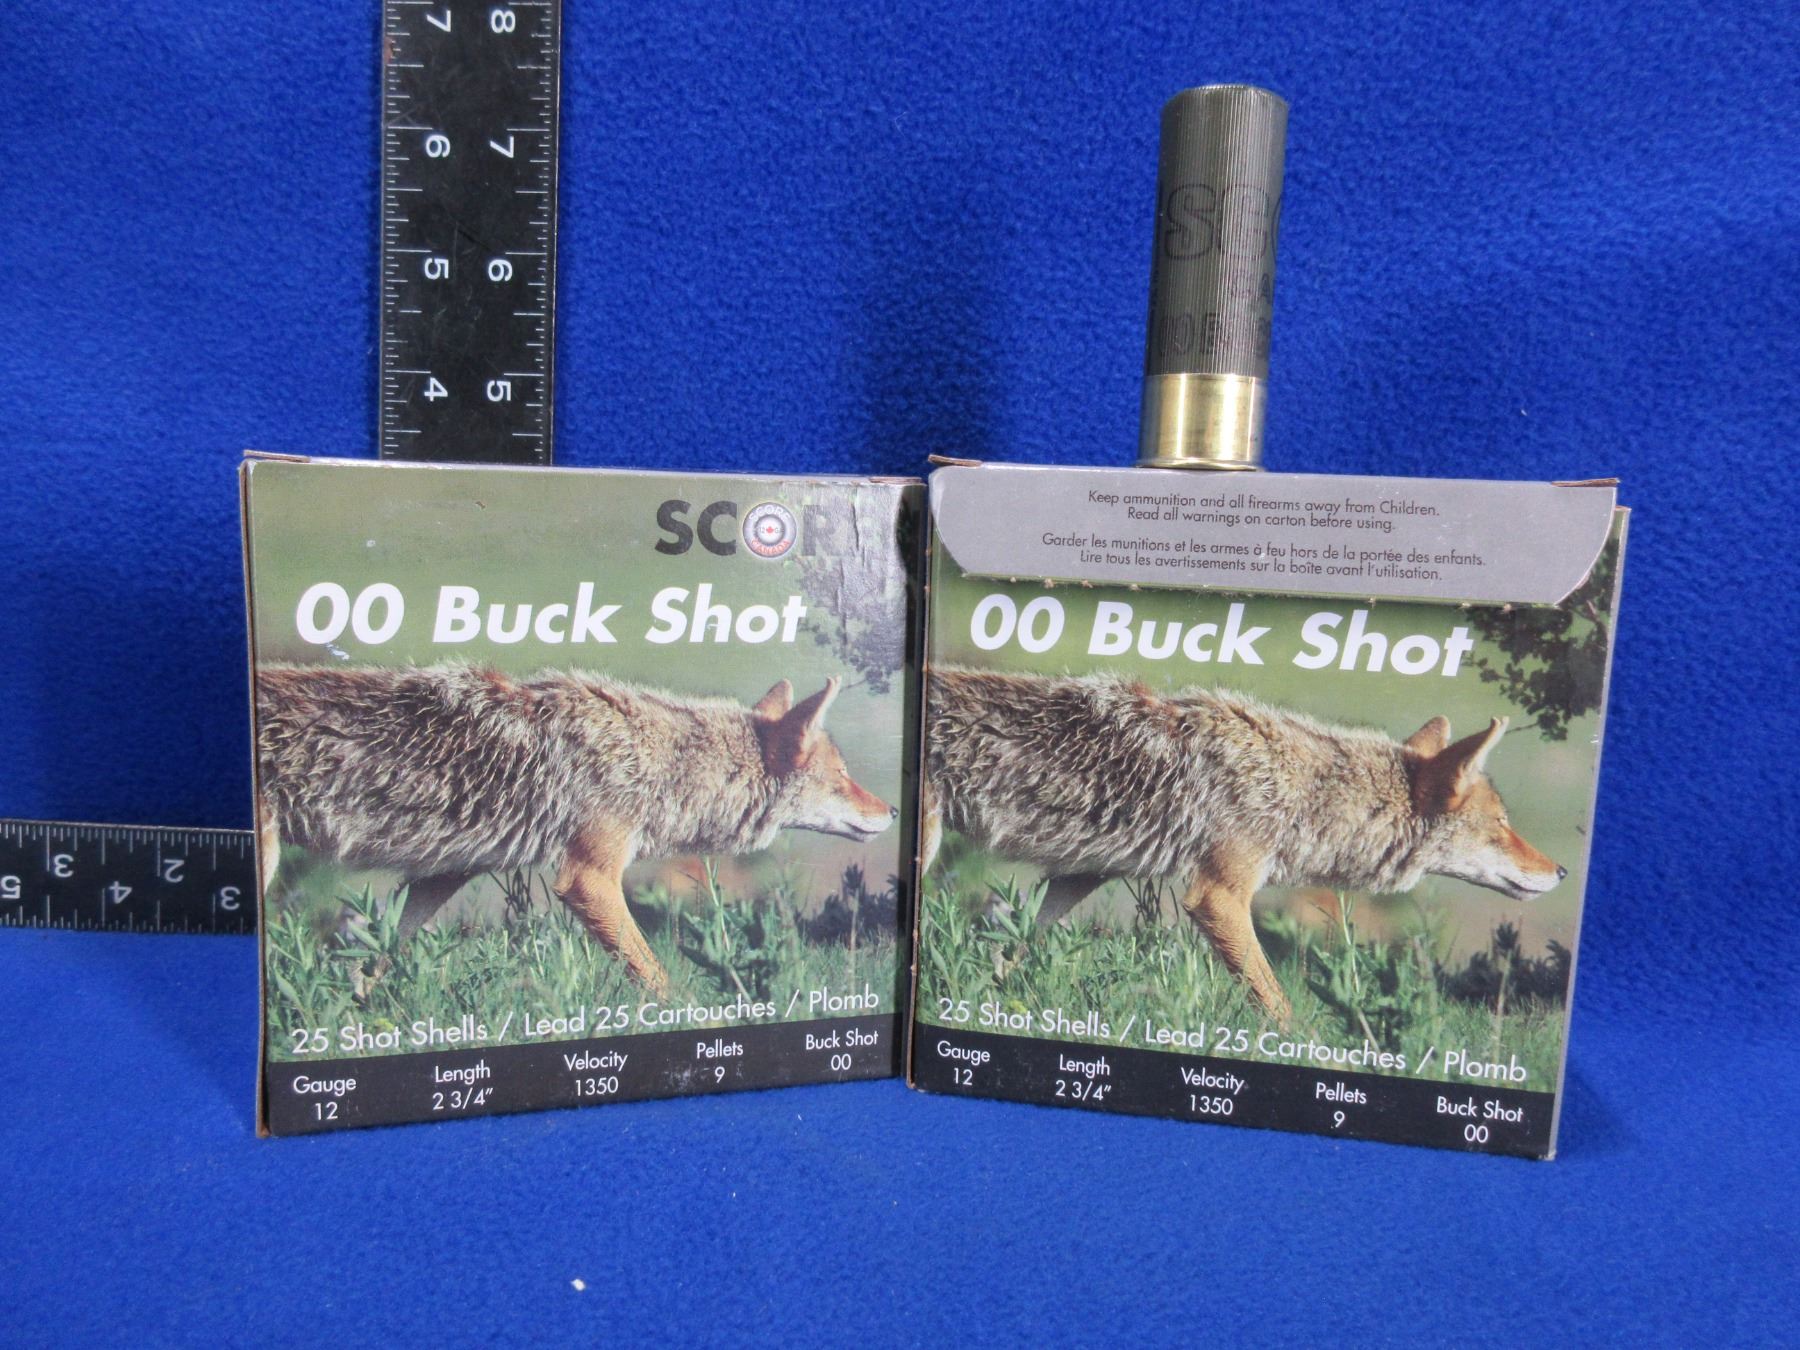 7 8
6 7
5 6
4 5
5 3 4 2 3
SCOR
SCORE
12 G
CANADA
00 Buck Shot
25 Shot Shells / Lead 25 Cartouches / Plomb
Gauge Length Velocity Pellets Buck Shot
12 2 3/4" 1350 9 00
Keep ammunition and all firearms away from Children.
Read all warnings on carton before using.
Garder les munitions et les armes à feu hors de la portée des enfants.
Lire tous les avertissements sur la boîte avant l'utilisation.
00 Buck Shot
25 Shot Shells / Lead 25 Cartouches / Plomb
Gauge Length Velocity Pellets Buck Shot
12 2 3/4" 1350 9 00